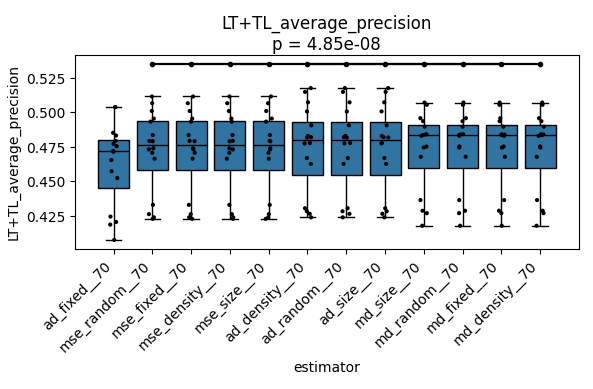 LT+TL_average_precision
p = 4.85e-08
LT+TL_average_precision
0.525
0.500
0.475
0.450
0.425
ad_fixed__70
mse_random__70
mse_fixed__70
mse_density__70
mse_size__70
ad_density__70
ad_random__70
ad_size__70
md_size__70
md_random__70
md_fixed__70
md_density__70
estimator